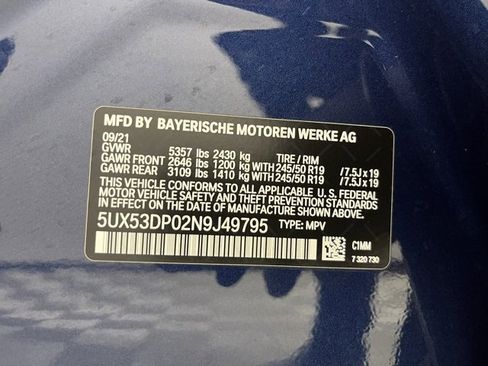 MFD BY BAYERISCHE MOTOREN WERKE AG
09/21
GVWR 5357 lbs 2430 kg TIRE / RIM
GAWR FRONT 2646 lbs 1200 kg WITH 245/50 R19 / 7.5J x 19
GAWR REAR 3109 lbs 1410 kg WITH 245/50 R19 / 7.5J x 19
THIS VEHICLE CONFORMS TO ALL APPLICABLE U. S. FEDERAL
MOTOR VEHICLE SAFETY AND THEFT PREVENTION STANDARDS
IN EFFECT ON THE DATE OF MANUFACTURE SHOWN ABOVE.
5UX53DP02N9J49795 TYPE: MPV
C1MM
7 320 730